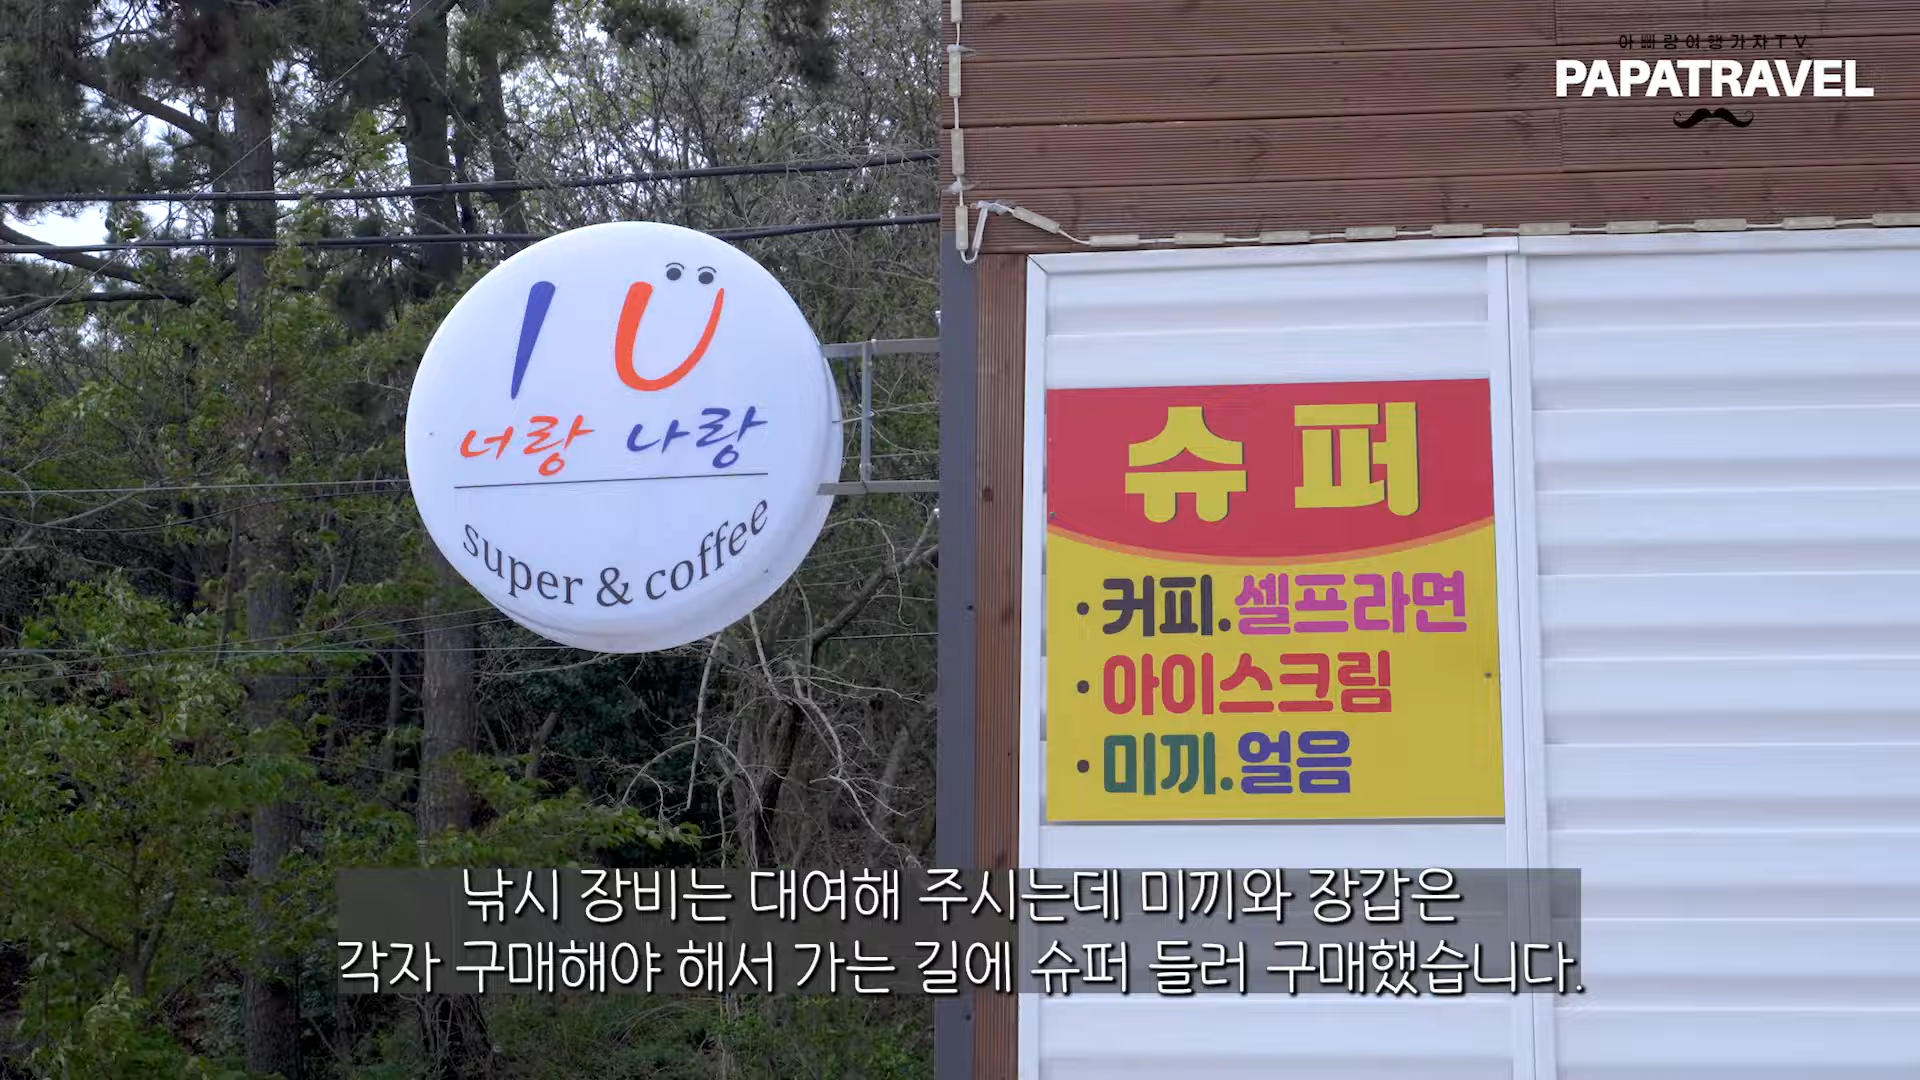 아빠랑여행가자TV
PAPATRAVEL
I U
너랑 나랑
super & coffee
슈퍼
·커피.셀프라면
·아이스크림
·미끼.얼음
낚시 장비는 대여해 주시는데 미끼와 장갑은
각자 구매해야 해서 가는 길에 슈퍼 들러 구매했습니다.